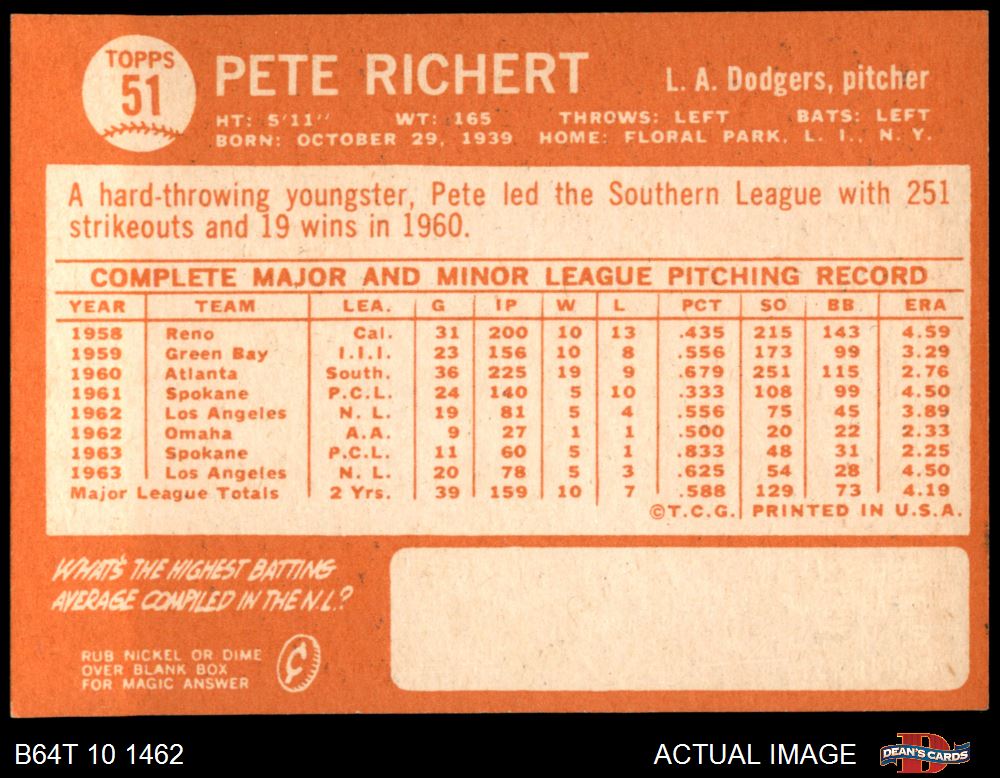 TOPPS
51
PETE RICHERT
L. A. Dodgers, pitcher
HT: 5'11" WT: 165 THROWS: LEFT BATS: LEFT
BORN: OCTOBER 29, 1939 HOME: FLORAL PARK, L. I., N. Y.
A hard-throwing youngster, Pete led the Southern League with 251
strikeouts and 19 wins in 1960.
COMPLETE MAJOR AND MINOR LEAGUE PITCHING RECORD
YEAR TEAM LEA. G IP W L PCT SO BB ERA
1958 Reno Cal. 31 200 10 13 .435 215 143 4.59
1959 Green Bay I.I.I. 23 156 10 8 .556 173 99 3.29
1960 Atlanta South. 36 225 19 9 .679 251 115 2.76
1961 Spokane P.C.L. 24 140 5 10 .333 108 99 4.50
1962 Los Angeles N. L. 19 81 5 4 .556 75 45 3.89
1962 Omaha A.A. 9 27 1 1 .500 20 22 2.33
1963 Spokane P.C.L. 11 60 5 1 .833 48 31 2.25
1963 Los Angeles N. L. 20 78 5 3 .625 54 28 4.50
Major League Totals 2 Yrs. 39 159 10 7 .588 129 73 4.19
©T.C.G. PRINTED IN U.S.A.
WHAT'S THE HIGHEST BATTING
AVERAGE COMPILED IN THE N.L.?
RUB NICKEL OR DIME
OVER BLANK BOX
FOR MAGIC ANSWER
¢
B64T 10 1462
ACTUAL IMAGE
D
DEAN'S CARDS